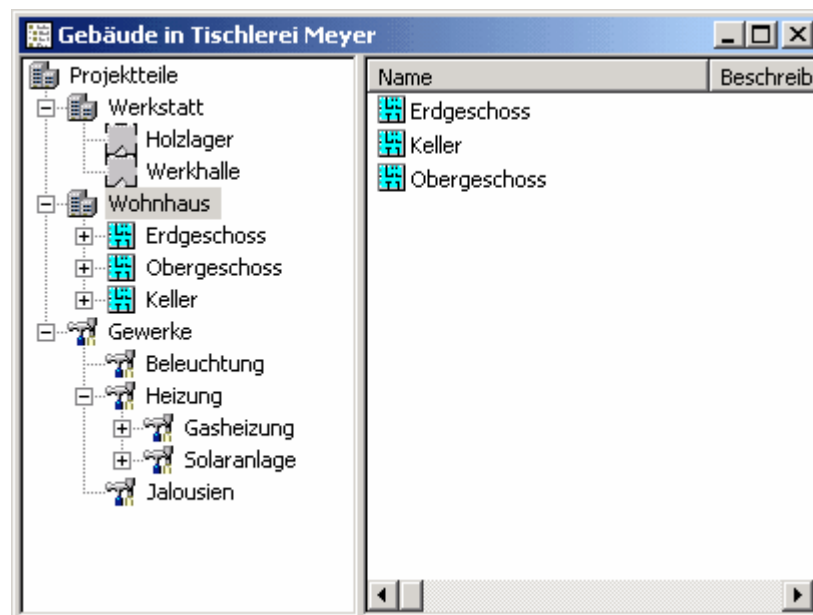 Gebäude in Tischlerei Meyer
Projektteile
Werkstatt
Holzlager
Werkhalle
Wohnhaus
Erdgeschoss
Obergeschoss
Keller
Gewerke
Beleuchtung
Heizung
Gasheizung
Solaranlage
Jalousien
Name Beschreib
Erdgeschoss
Keller
Obergeschoss